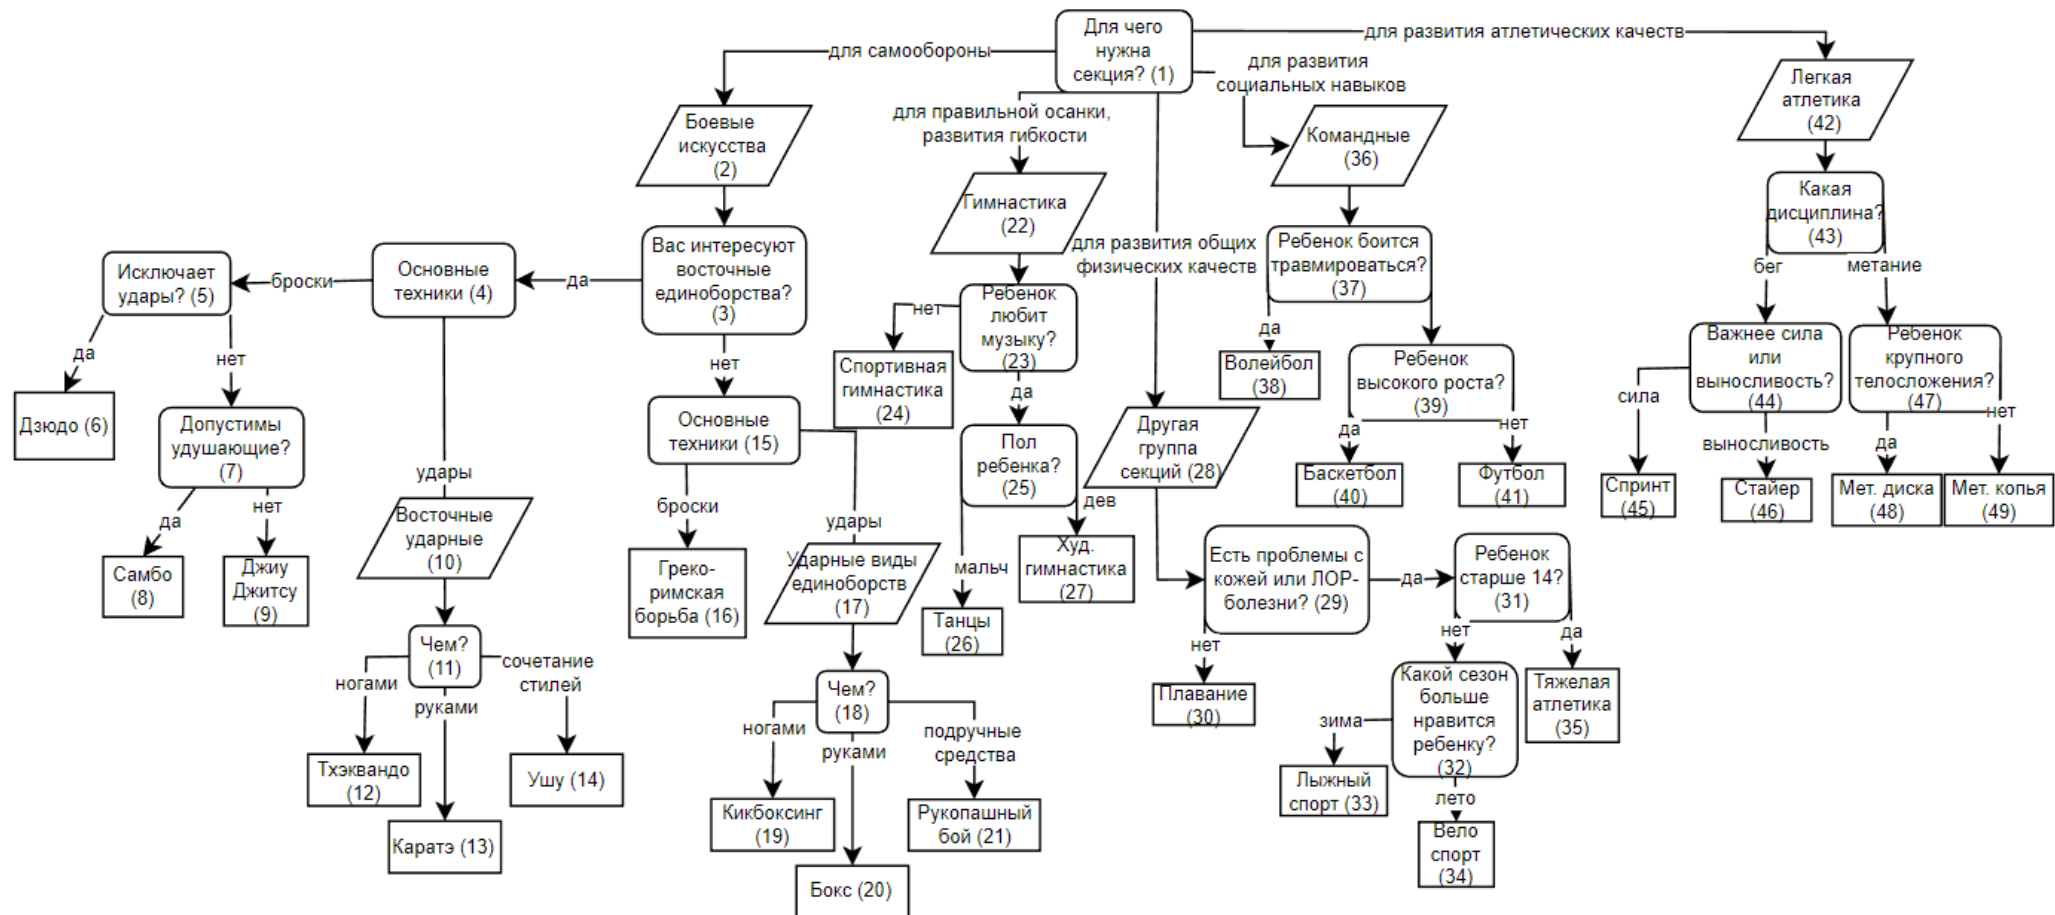 Для чего
нужна
секция? (1)
для самообороны
для развития атлетических качеств
для развития
социальных навыков
для правильной осанки,
развития гибкости
для развития общих
физических качеств
Боевые
искусства
(2)
Вас интересуют
восточные
единоборства?
(3)
да
нет
Основные
техники (4)
броски
удары
Исключает
удары? (5)
да
нет
Дзюдо (6)
Допустимы
удушающие?
(7)
да
нет
Самбо
(8)
Джиу
Джитсу
(9)
Восточные
ударные
(10)
Чем?
(11)
ногами
руками
сочетание
стилей
Тхэквандо
(12)
Каратэ (13)
Ушу (14)
Основные
техники (15)
броски
удары
Греко-
римская
борьба (16)
Ударные виды
единоборств
(17)
Чем?
(18)
ногами
руками
подручные
средства
Кикбоксинг
(19)
Бокс (20)
Рукопашный
бой (21)
Гимнастика
(22)
Ребенок
любит
музыку?
(23)
нет
да
Спортивная
гимнастика
(24)
Пол
ребенка?
(25)
мальч
дев
Танцы
(26)
Худ.
гимнастика
(27)
Другая
группа
секций (28)
Есть проблемы с
кожей или ЛОР-
болезни? (29)
нет
да
Плавание
(30)
Ребенок
старше 14?
(31)
нет
да
Какой сезон
больше
нравится
ребенку?
(32)
зима
лето
Лыжный
спорт (33)
Вело
спорт
(34)
Тяжелая
атлетика
(35)
Командные
(36)
Ребенок боится
травмироваться?
(37)
да
Волейбол
(38)
Ребенок
высокого роста?
(39)
да
нет
Баскетбол
(40)
Футбол
(41)
Легкая
атлетика
(42)
Какая
дисциплина?
(43)
бег
метание
Важнее сила
или
выносливость?
(44)
сила
выносливость
Спринт
(45)
Стайер
(46)
Ребенок
крупного
телосложения?
(47)
да
нет
Мет. диска
(48)
Мет. копья
(49)